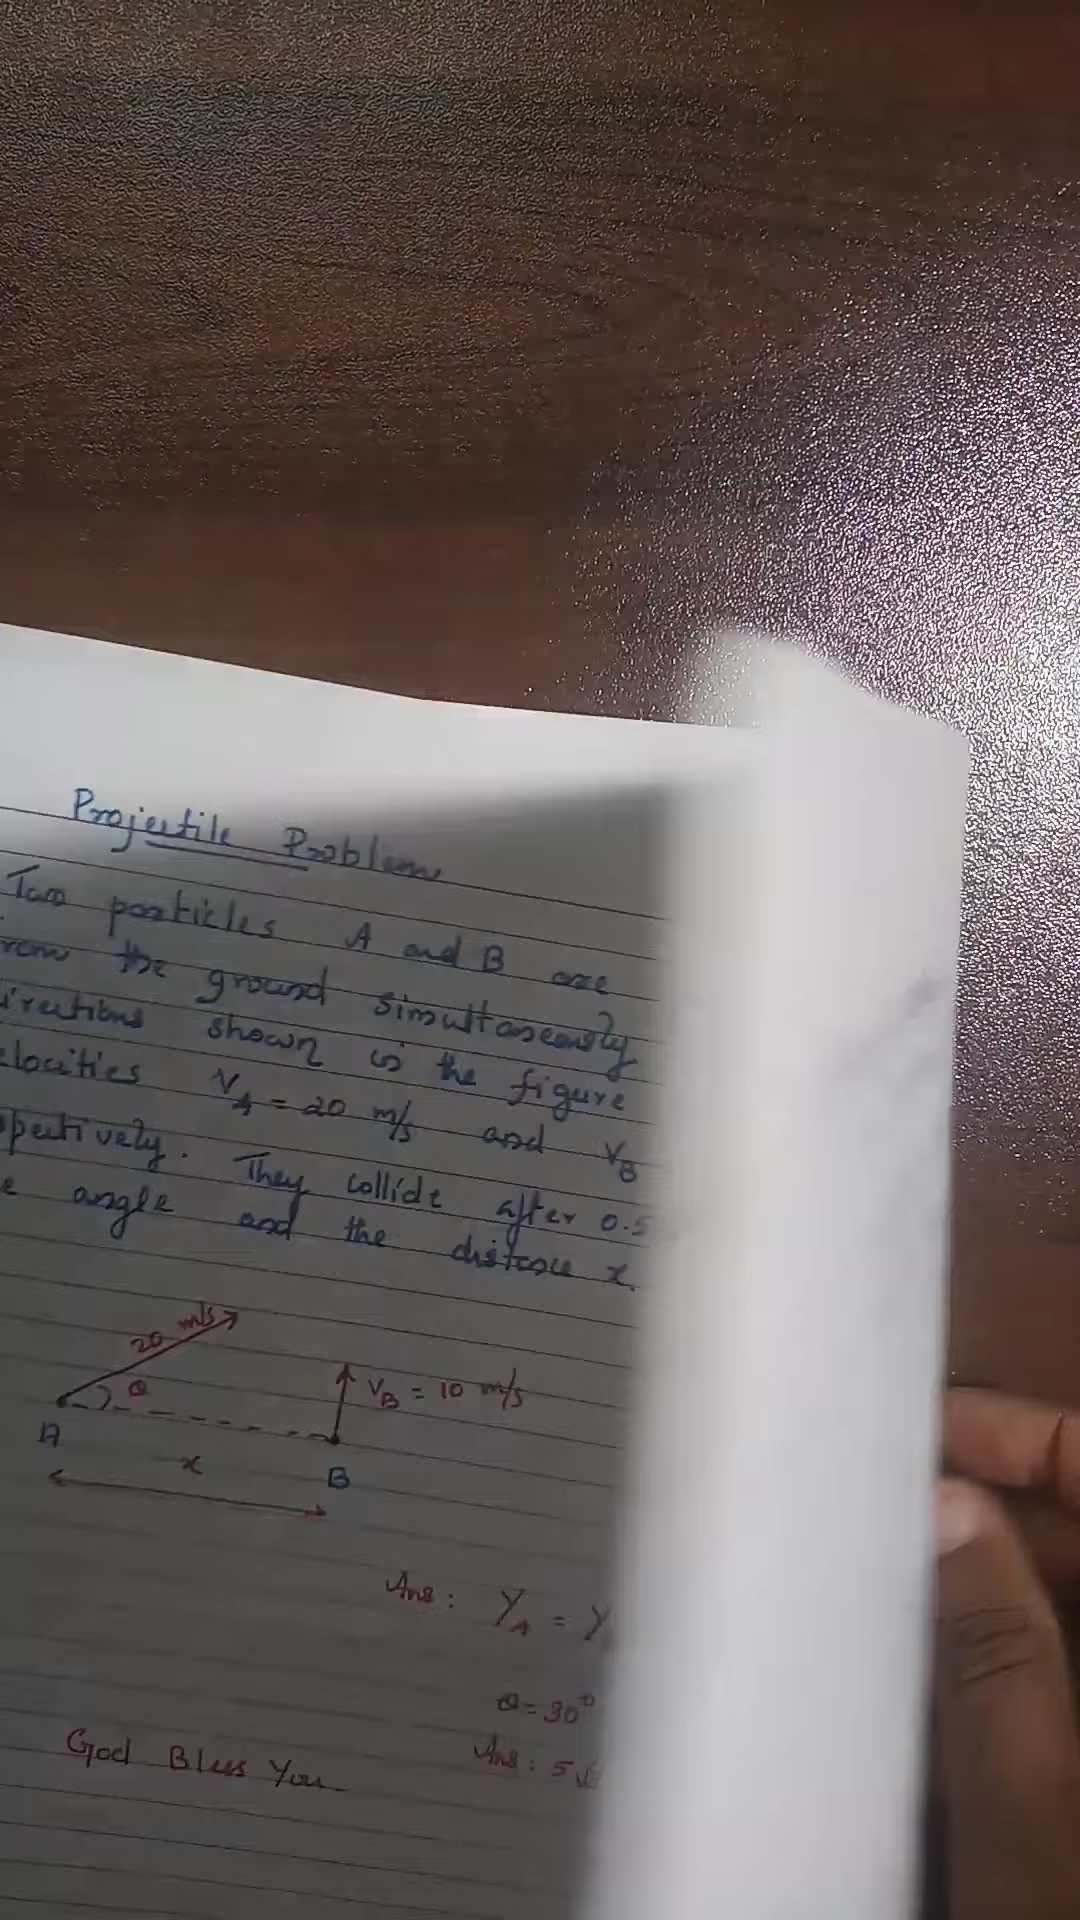 Projectile Problem
Two particles A and B are
the ground simultaneously
shown in the figure
V_A = 20 m/s and V_B
They collide after 0.5
angle and the distance x.
20 m/s
θ
V_B = 10 m/s
A
x
B
Ans: Y_A = Y
θ = 30°
Ans: 5√
God Bless You